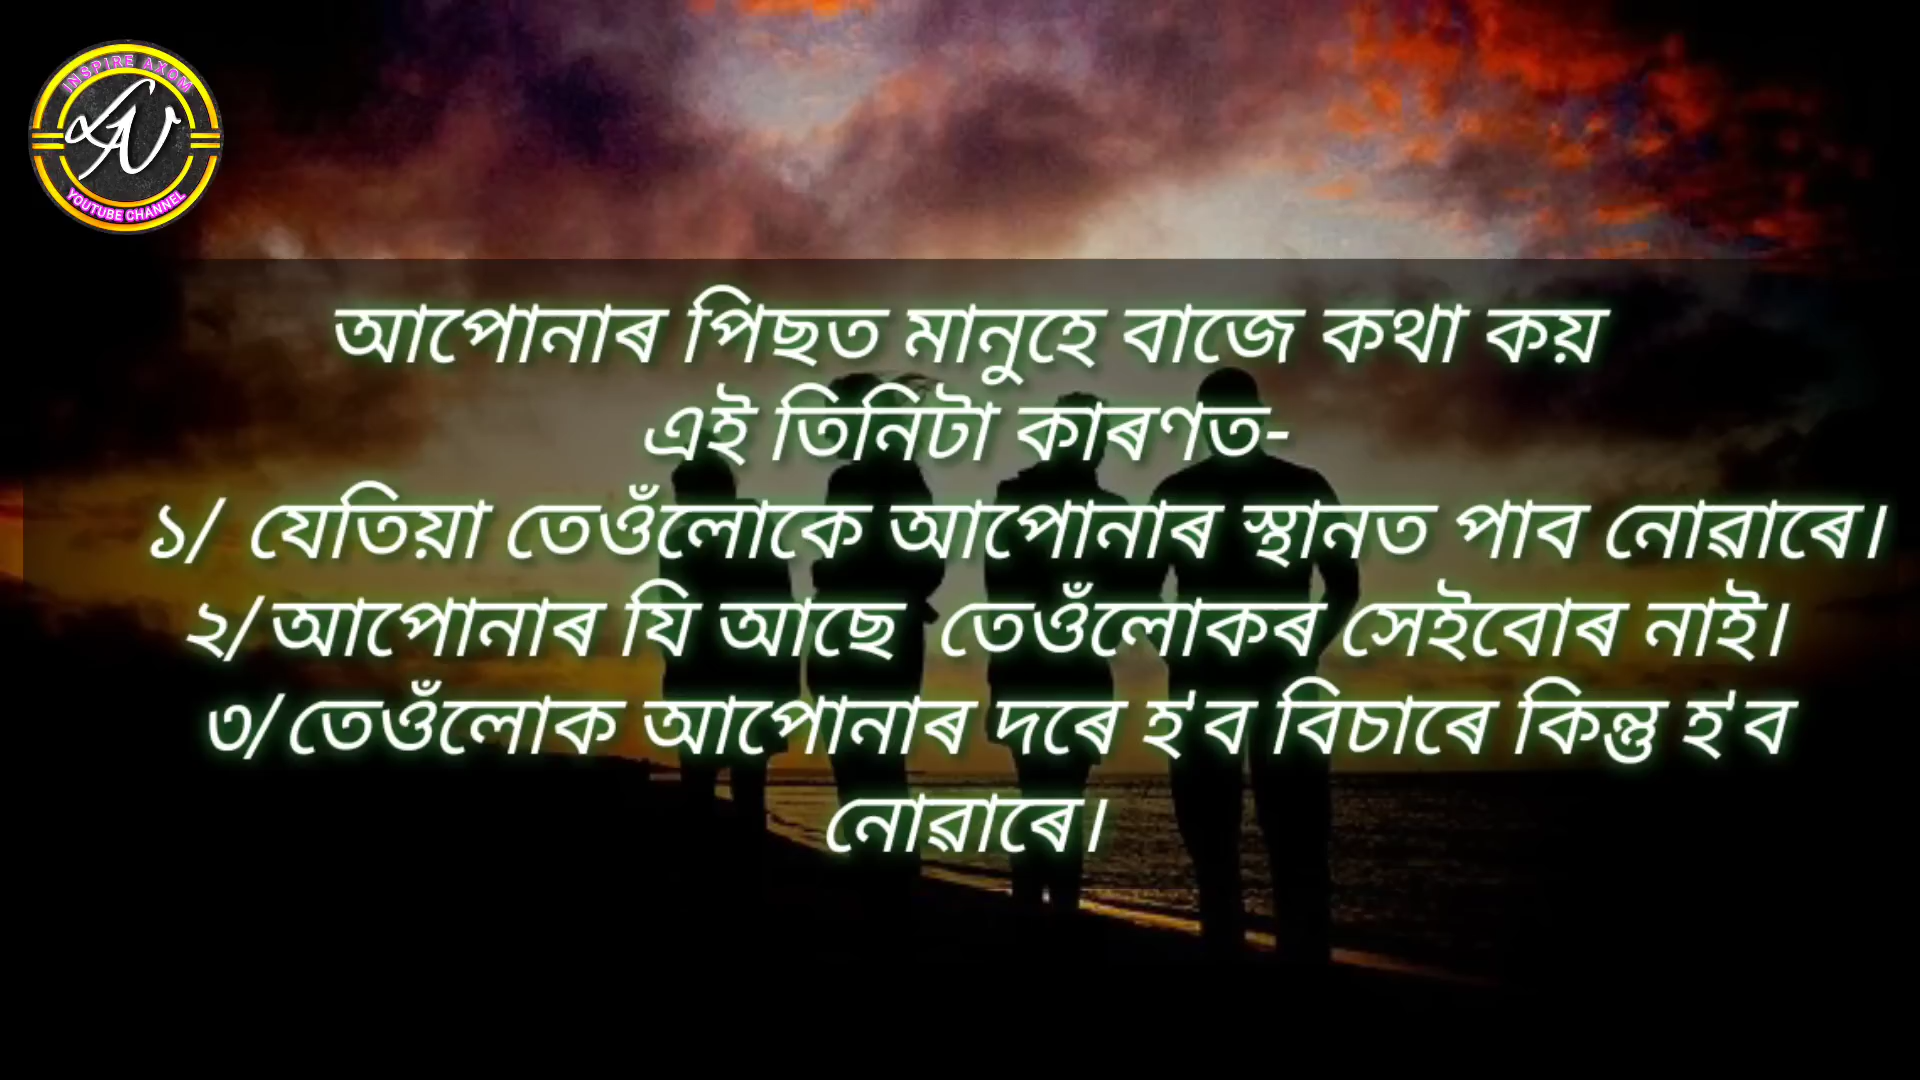 INSPIRE AXOM
YOUTUBE CHANNEL
আপোনাৰ পিছত মানুহে বাজে কথা কয়
এই তিনিটা কাৰণত-
১/ যেতিয়া তেওঁলোকে আপোনাৰ স্থানত পাব নোৱাৰে।
২/আপোনাৰ যি আছে তেওঁলোকৰ সেইবোৰ নাই।
৩/তেওঁলোক আপোনাৰ দৰে হ'ব বিচাৰে কিন্তু হ'ব
নোৱাৰে।